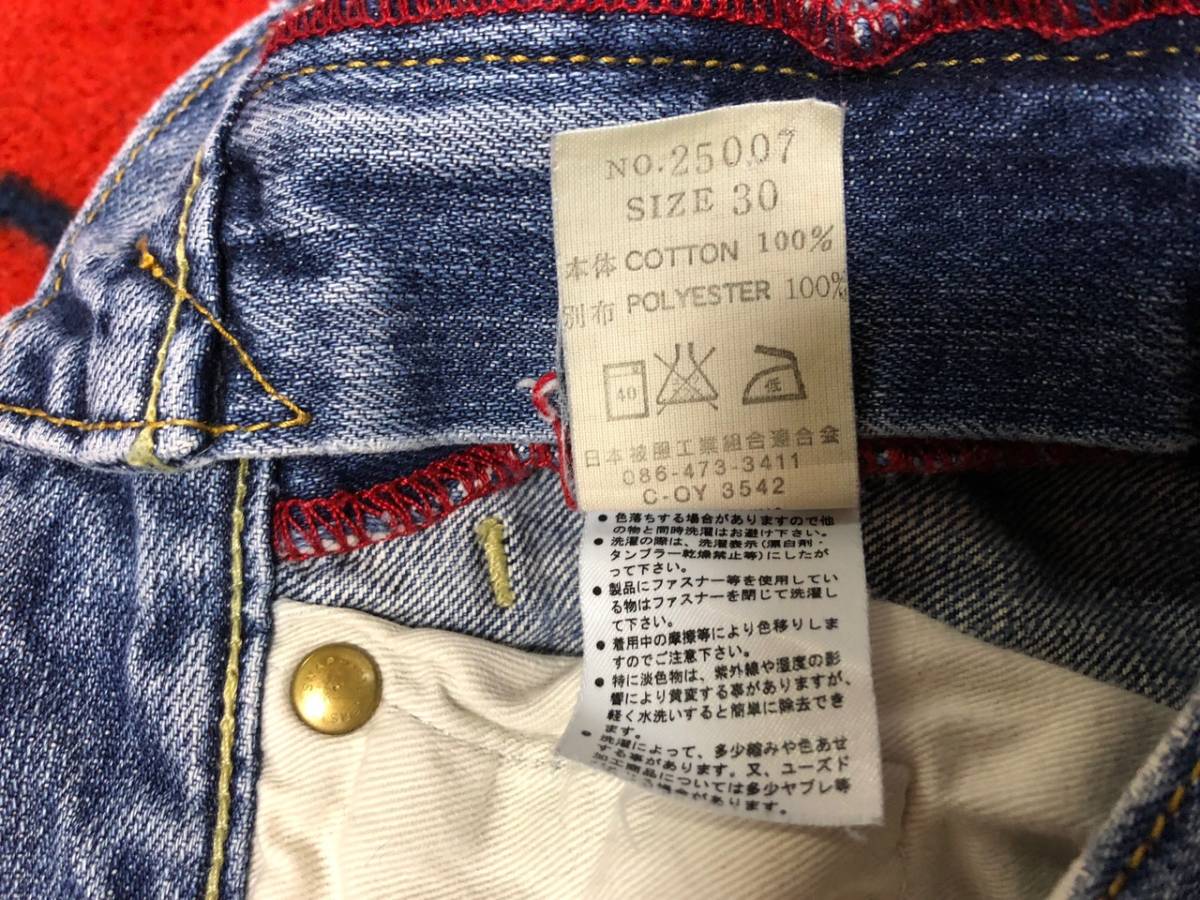 NO.25007
SIZE 30
本体 COTTON 100%
別布 POLYESTER 100%
40 低
日本被服工業組合連合会
086-473-3411
C-OY 3542
● 色落ちする場合がありますので他
の物と同時洗濯はお避け下さい。
● 洗濯の際は、洗濯表示(漂白剤・
タンブラー乾燥禁止等)にしたが
って下さい。
● 製品にファスナー等を使用してい
る物はファスナーを閉じて洗濯し
て下さい。
● 着用中の摩擦等により色移りしま
すのでご注意下さい。
● 特に淡色物は、紫外線や湿度の影
響により黄変する事がありますが、
軽く水洗いすると簡単に除去でき
ます。
● 洗濯によって、多少縮みや色あせ
する事があります。又、ユーズド
加工商品については多少ヤブレ等
場合があります。